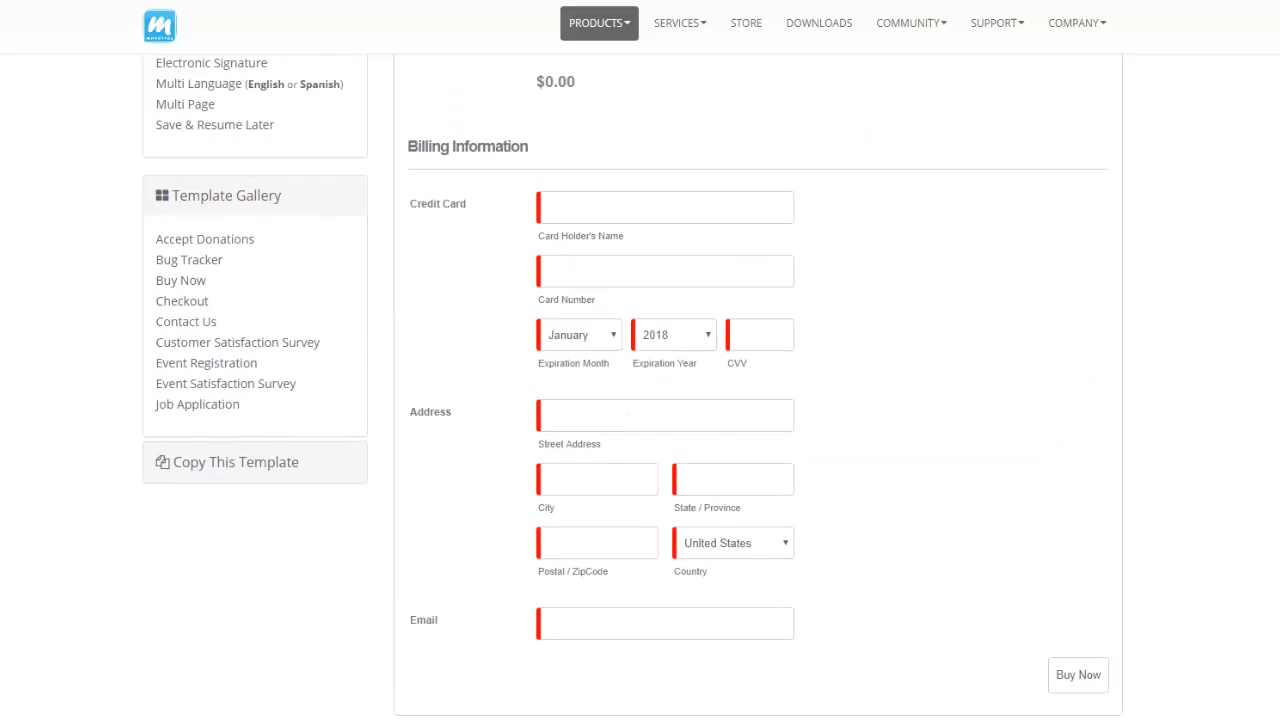 PRODUCTS SERVICES STORE DOWNLOADS COMMUNITY SUPPORT COMPANY
Electronic Signature
Multi Language (English or Spanish)
Multi Page
Save & Resume Later
Template Gallery
Accept Donations
Bug Tracker
Buy Now
Checkout
Contact Us
Customer Satisfaction Survey
Event Registration
Event Satisfaction Survey
Job Application
Copy This Template
$0.00
Billing Information
Credit Card
Card Holder's Name
Card Number
January 2018
Expiration Month Expiration Year CVV
Address
Street Address
City State / Province
United States
Postal / ZipCode Country
Email
Buy Now